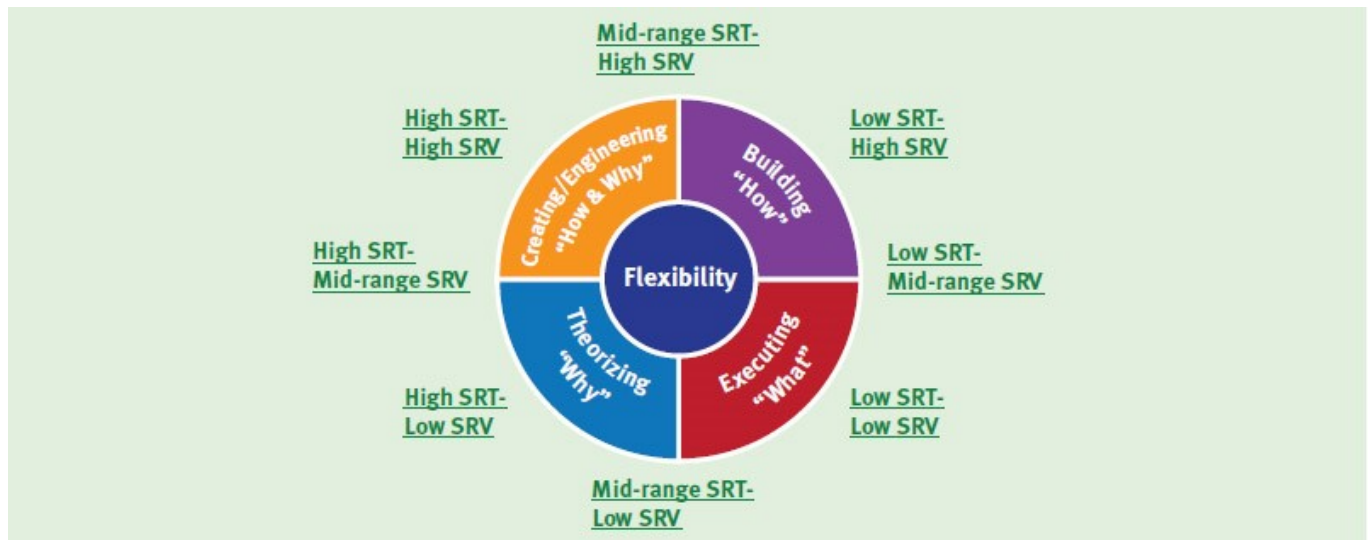 Mid-range SRT-
High SRV
High SRT-
High SRV
Low SRT-
High SRV
Creating/Engineering
“How & Why”
Building
“How”
High SRT-
Mid-range SRV
Flexibility
Low SRT-
Mid-range SRV
Theorizing
“Why”
Executing
“What”
High SRT-
Low SRV
Low SRT-
Low SRV
Mid-range SRT-
Low SRV